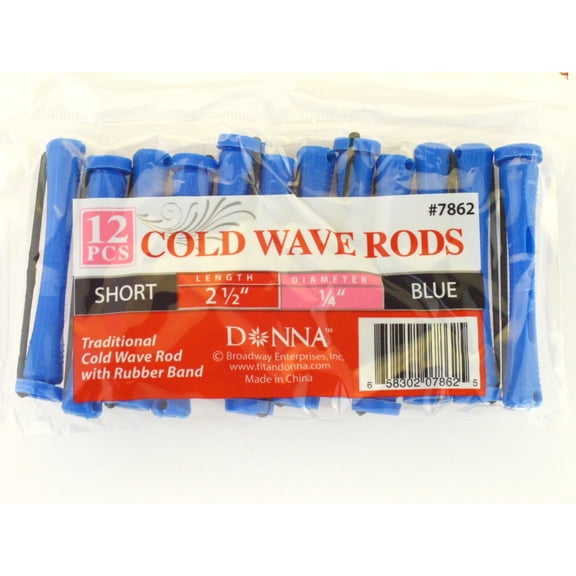 #7862
12
PCS
COLD WAVE RODS
SHORT
LENGTH
2 ½"
DIAMETER
¼"
BLUE
Traditional
Cold Wave Rod
with Rubber Band
DONNA™
© Broadway Enterprises, Inc.
www.titandonna.com
Made in China
6 58302 07862 5